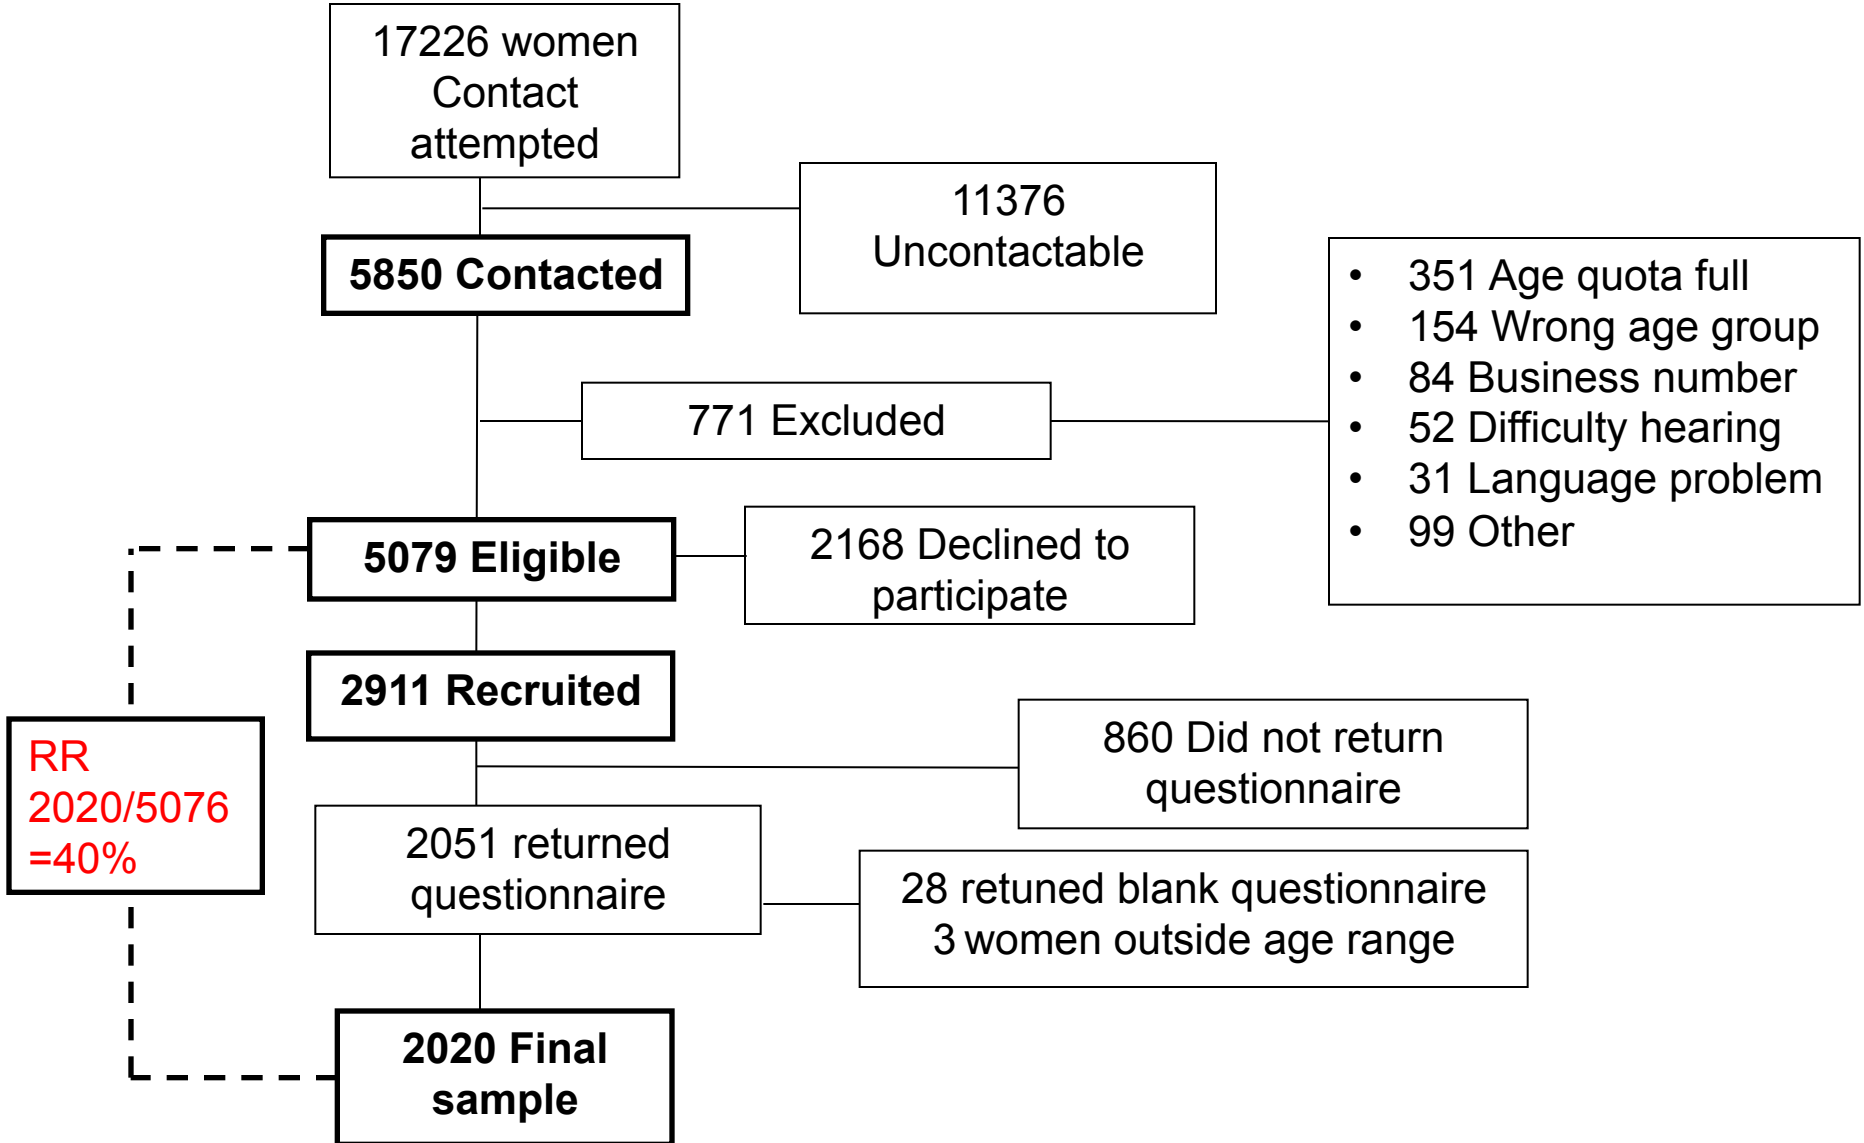 17226 women
Contact
attempted
11376
Uncontactable
5850 Contacted
• 351 Age quota full
• 154 Wrong age group
• 84 Business number
• 52 Difficulty hearing
• 31 Language problem
• 99 Other
771 Excluded
5079 Eligible
2168 Declined to
participate
2911 Recruited
RR
2020/5076
=40%
860 Did not return
questionnaire
2051 returned
questionnaire
28 retuned blank questionnaire
3 women outside age range
2020 Final
sample